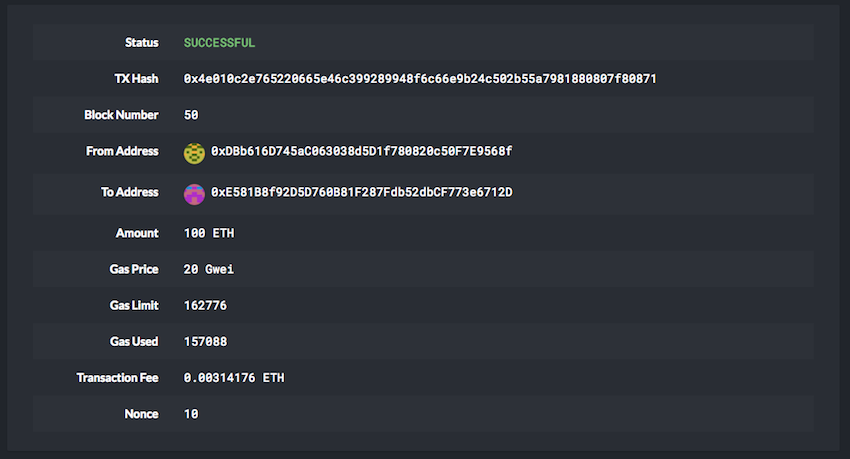 Status SUCCESSFUL
TX Hash 0x4e010c2e765220665e46c399289948f6c66e9b24c502b55a7981880807f80871
Block Number 50
From Address 0xDBb616D745aC063038d5D1f780820c50F7E9568f
To Address 0xE581B8f92D5D760B81F287Fdb52dbCF773e6712D
Amount 100 ETH
Gas Price 20 Gwei
Gas Limit 162776
Gas Used 157088
Transaction Fee 0.00314176 ETH
Nonce 10